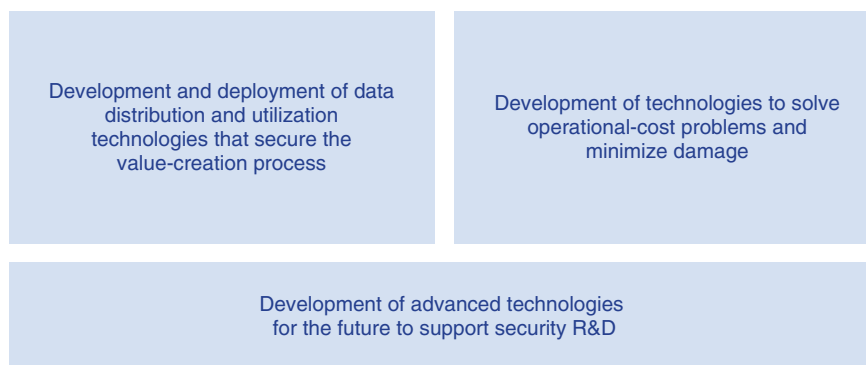 Development and deployment of data
distribution and utilization
technologies that secure the
value-creation process
Development of technologies to solve
operational-cost problems and
minimize damage
Development of advanced technologies
for the future to support security R&D